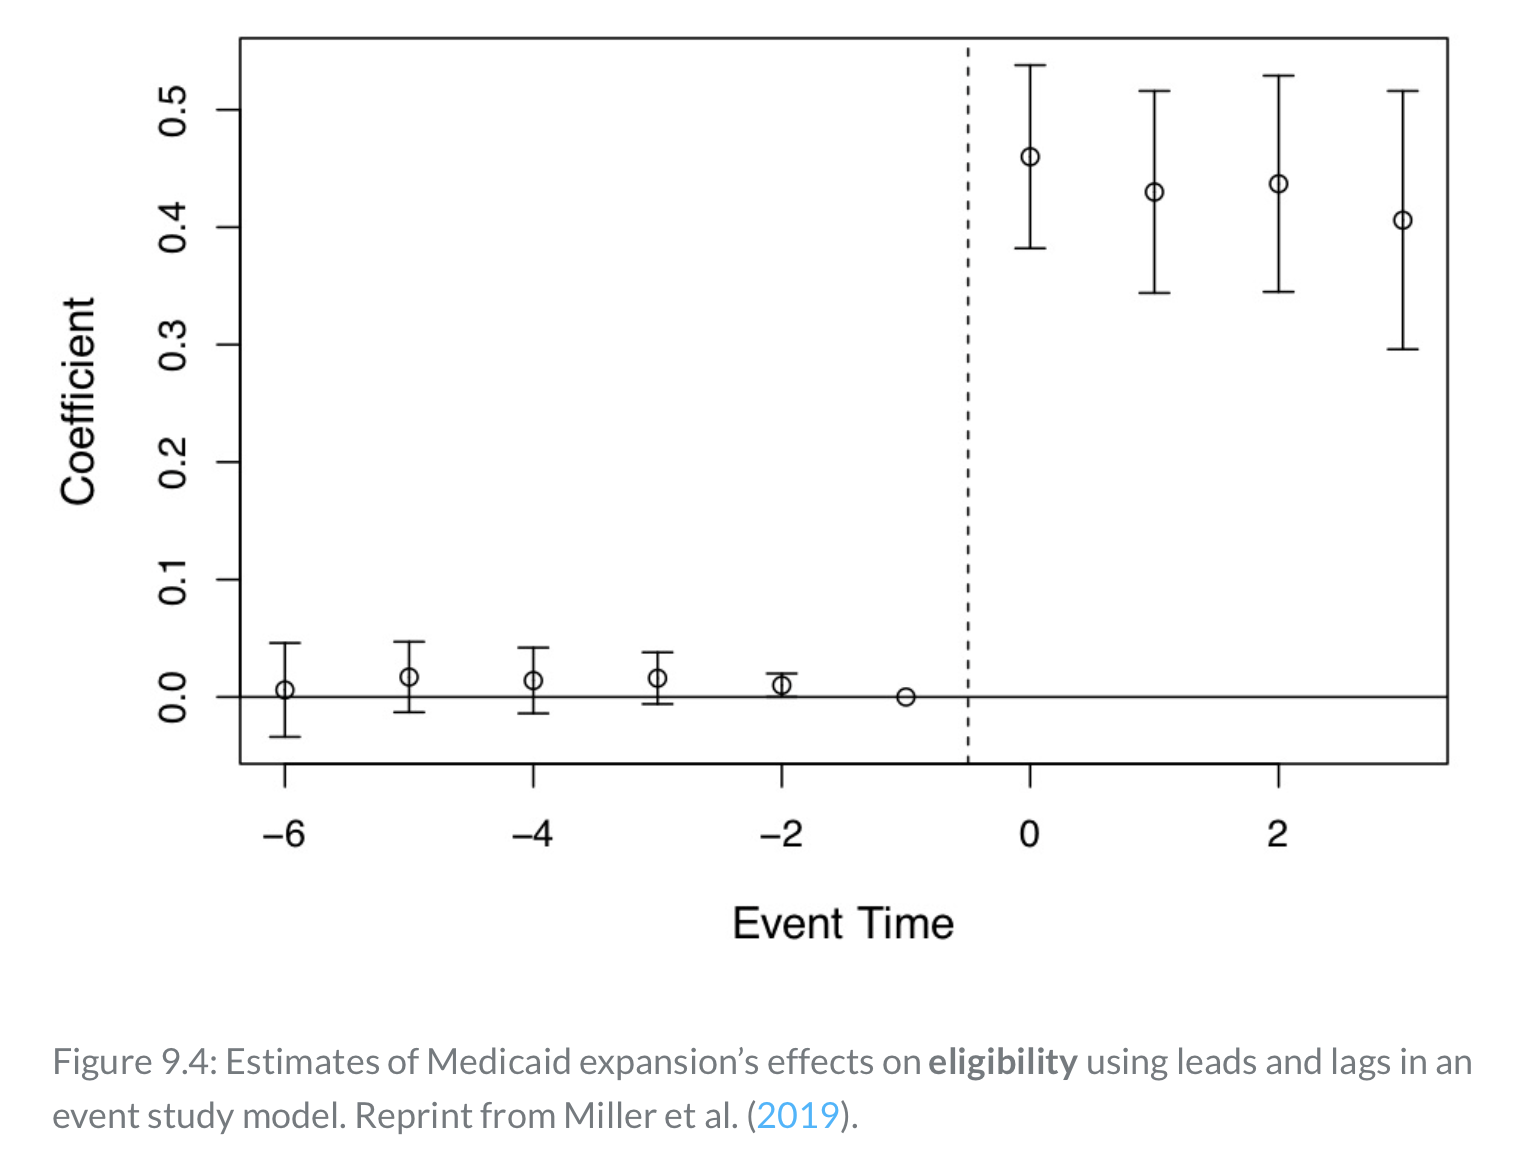 0.5
0.4
0.3
0.2
0.1
0.0
Coefficient
−6 −4 −2 0 2
Event Time
Figure 9.4: Estimates of Medicaid expansion’s effects on eligibility using leads and lags in an
event study model. Reprint from Miller et al. (2019).